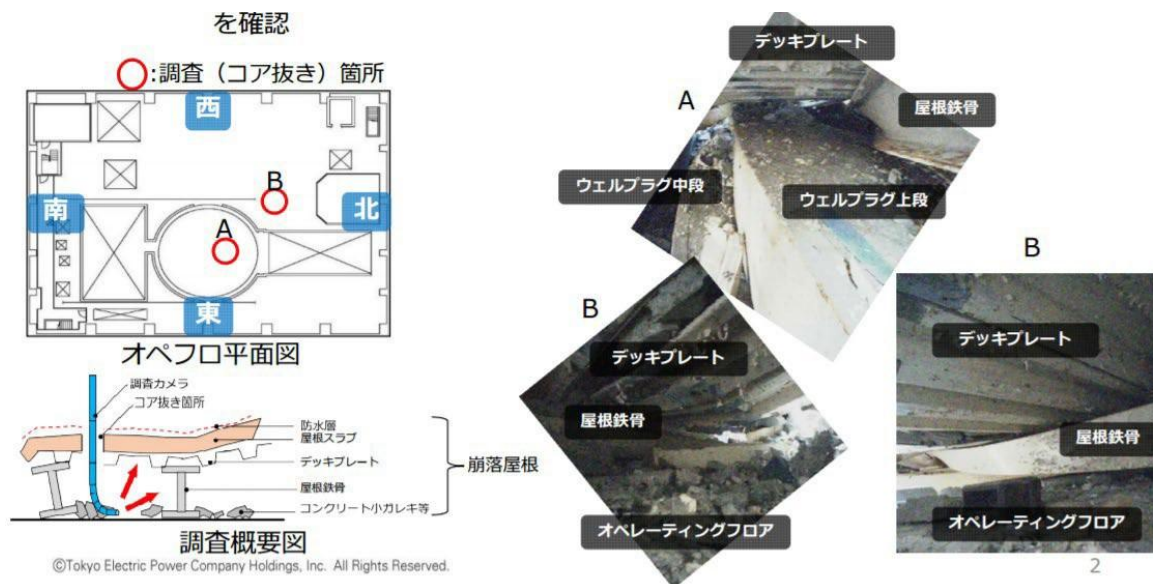 を確認
○:調査（コア抜き）箇所
西
南
北
東
B
A
オペフロ平面図
調査カメラ
コア抜き箇所
防水層
屋根スラブ
デッキプレート
屋根鉄骨
コンクリート小ガレキ等
崩落屋根
調査概要図
©Tokyo Electric Power Company Holdings, Inc. All Rights Reserved.
A
デッキプレート
屋根鉄骨
ウェルプラグ中段
ウェルプラグ上段
B
デッキプレート
屋根鉄骨
オペレーティングフロア
B
デッキプレート
屋根鉄骨
オペレーティングフロア
2